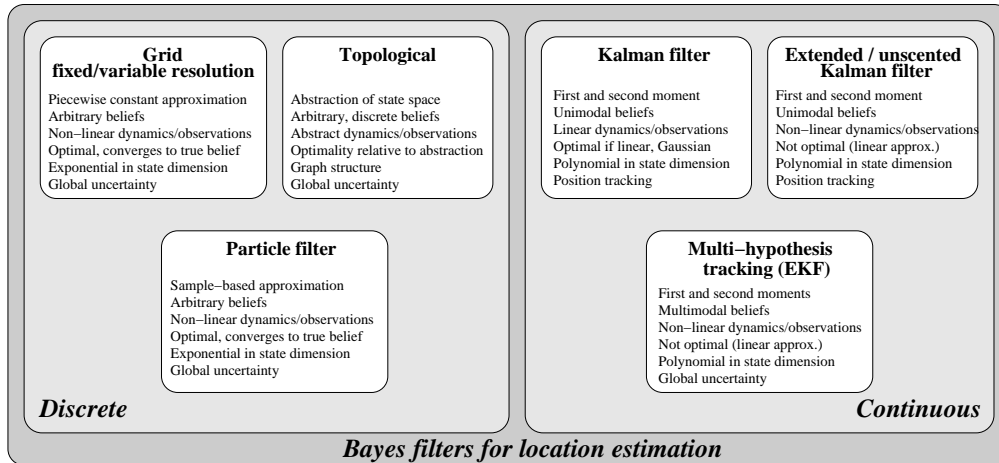 Grid
fixed/variable resolution
Piecewise constant approximation
Arbitrary beliefs
Non−linear dynamics/observations
Optimal, converges to true belief
Exponential in state dimension
Global uncertainty
Topological
Abstraction of state space
Arbitrary, discrete beliefs
Abstract dynamics/observations
Optimality relative to abstraction
Graph structure
Global uncertainty
Particle filter
Sample−based approximation
Arbitrary beliefs
Non−linear dynamics/observations
Optimal, converges to true belief
Exponential in state dimension
Global uncertainty
Discrete
Kalman filter
First and second moment
Unimodal beliefs
Linear dynamics/observations
Optimal if linear, Gaussian
Polynomial in state dimension
Position tracking
Extended / unscented
Kalman filter
First and second moment
Unimodal beliefs
Non−linear dynamics/observations
Not optimal (linear approx.)
Polynomial in state dimension
Position tracking
Multi−hypothesis
tracking (EKF)
First and second moments
Multimodal beliefs
Non−linear dynamics/observations
Not optimal (linear approx.)
Polynomial in state dimension
Global uncertainty
Continuous
Bayes filters for location estimation